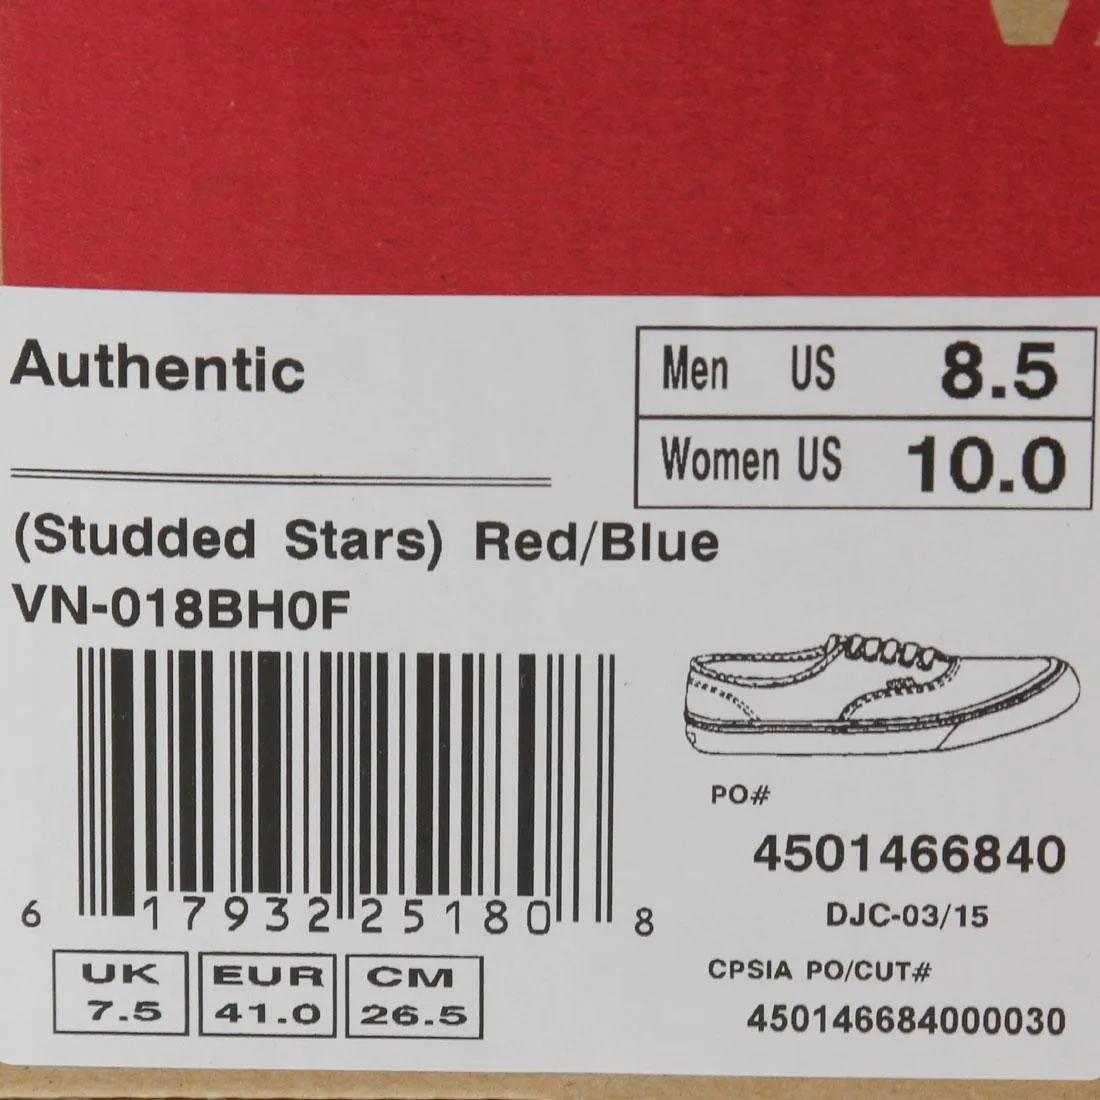 Authentic
Men US 8.5
Women US 10.0
(Studded Stars) Red/Blue
VN-018BH0F
PO#
4501466840
6 17932 25180 8
DJC-03/15
CPSIA PO/CUT#
450146684000030
UK EUR CM
7.5 41.0 26.5